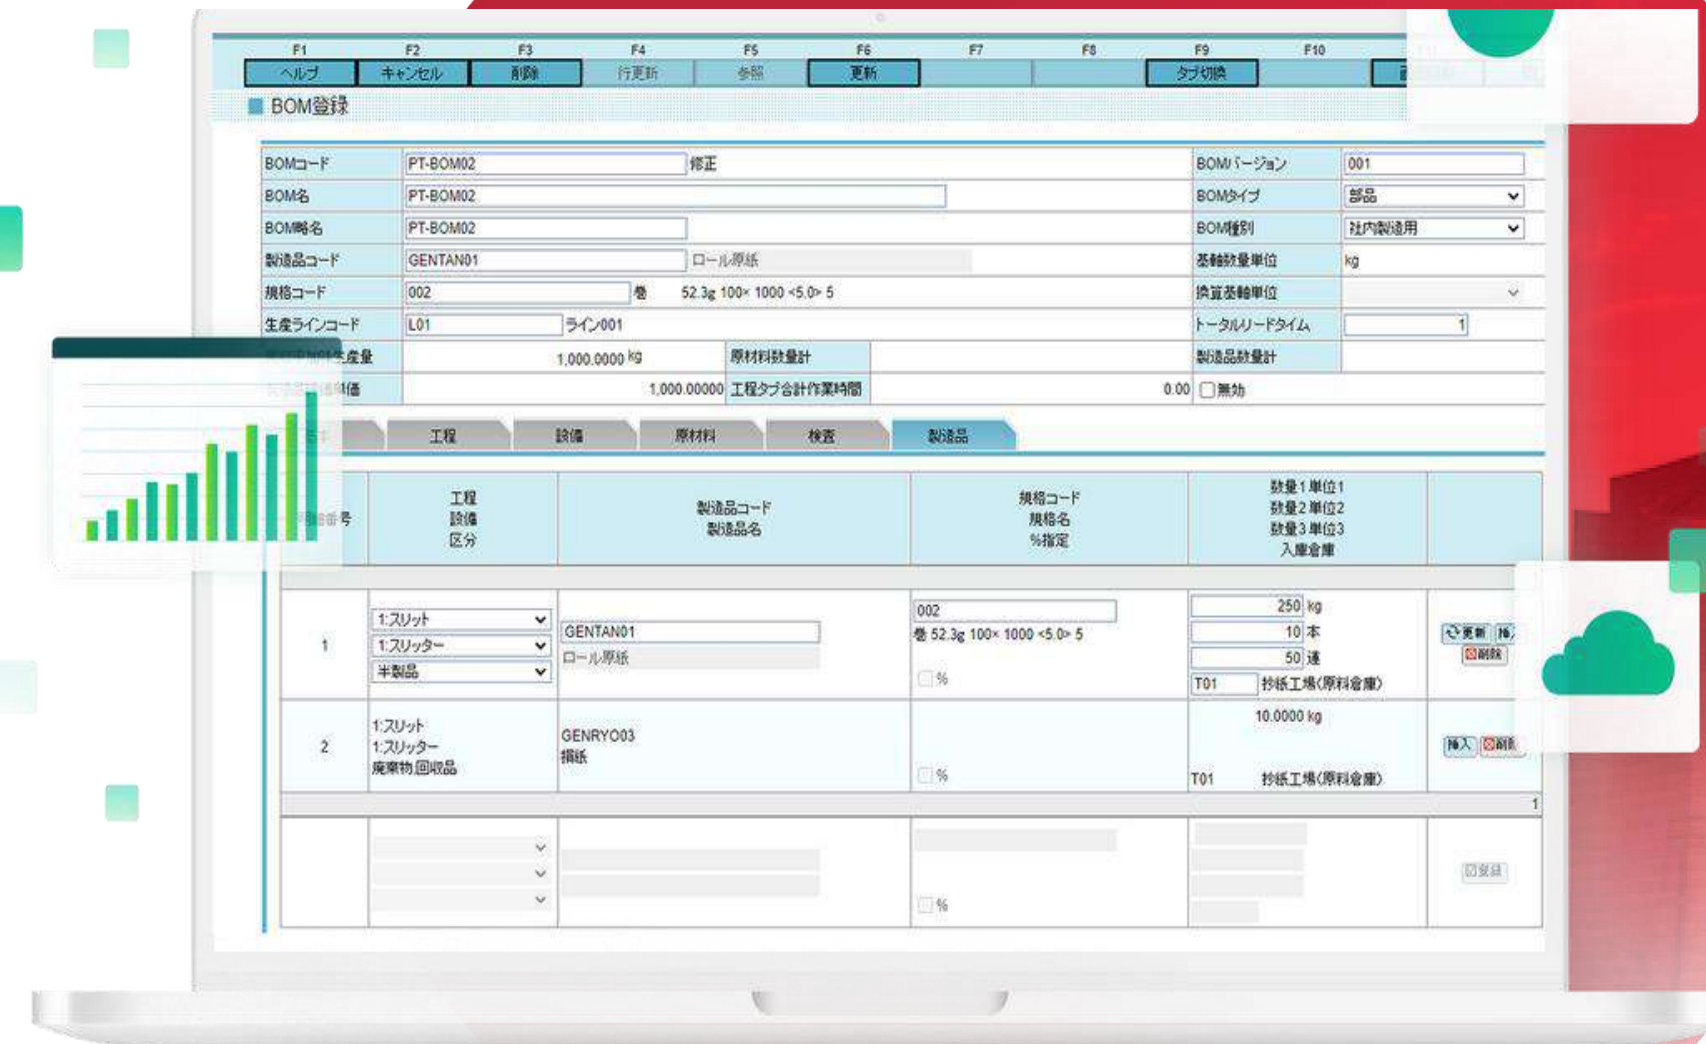 F1 F2 F3 F4 F5 F6 F7 F8 F9 F10
ヘルプ キャンセル 削除 行更新 参照 更新 タブ切換
BOM登録
BOMコード PT-BOM02 修正 BOMバージョン 001
BOM名 PT-BOM02 BOMタイプ 部品
BOM略名 PT-BOM02 BOM種別 社内製造用
製造品コード GENTAN01 ロール原紙 基軸数量単位 kg
規格コード 002 巻 52.3g 100× 1000 <5.0> 5 換算基軸単位
生産ラインコード L01 ライン001 トータルリードタイム 1
生産量 1,000.0000 kg 原材料数量計 製造品数量計
単価 1,000.00000 工程タブ合計作業時間 0.00 無効
工程 設備 原材料 検査 製造品
番号
工程
設備
区分
製造品コード
製造品名
規格コード
規格名
%指定
数量1 単位1
数量2 単位2
数量3 単位3
入庫倉庫
1
1:スリット
1:スリッター
半製品
GENTAN01
ロール原紙
002
巻 52.3g 100× 1000 <5.0> 5
%
250 kg
10 本
50 連
T01 抄紙工場(原料倉庫)
更新
削除
2
1:スリット
1:スリッター
廃棄物,回収品
GENRYO03
損紙
%
10.0000 kg
T01 抄紙工場(原料倉庫)
挿入 削除
1
%
登録